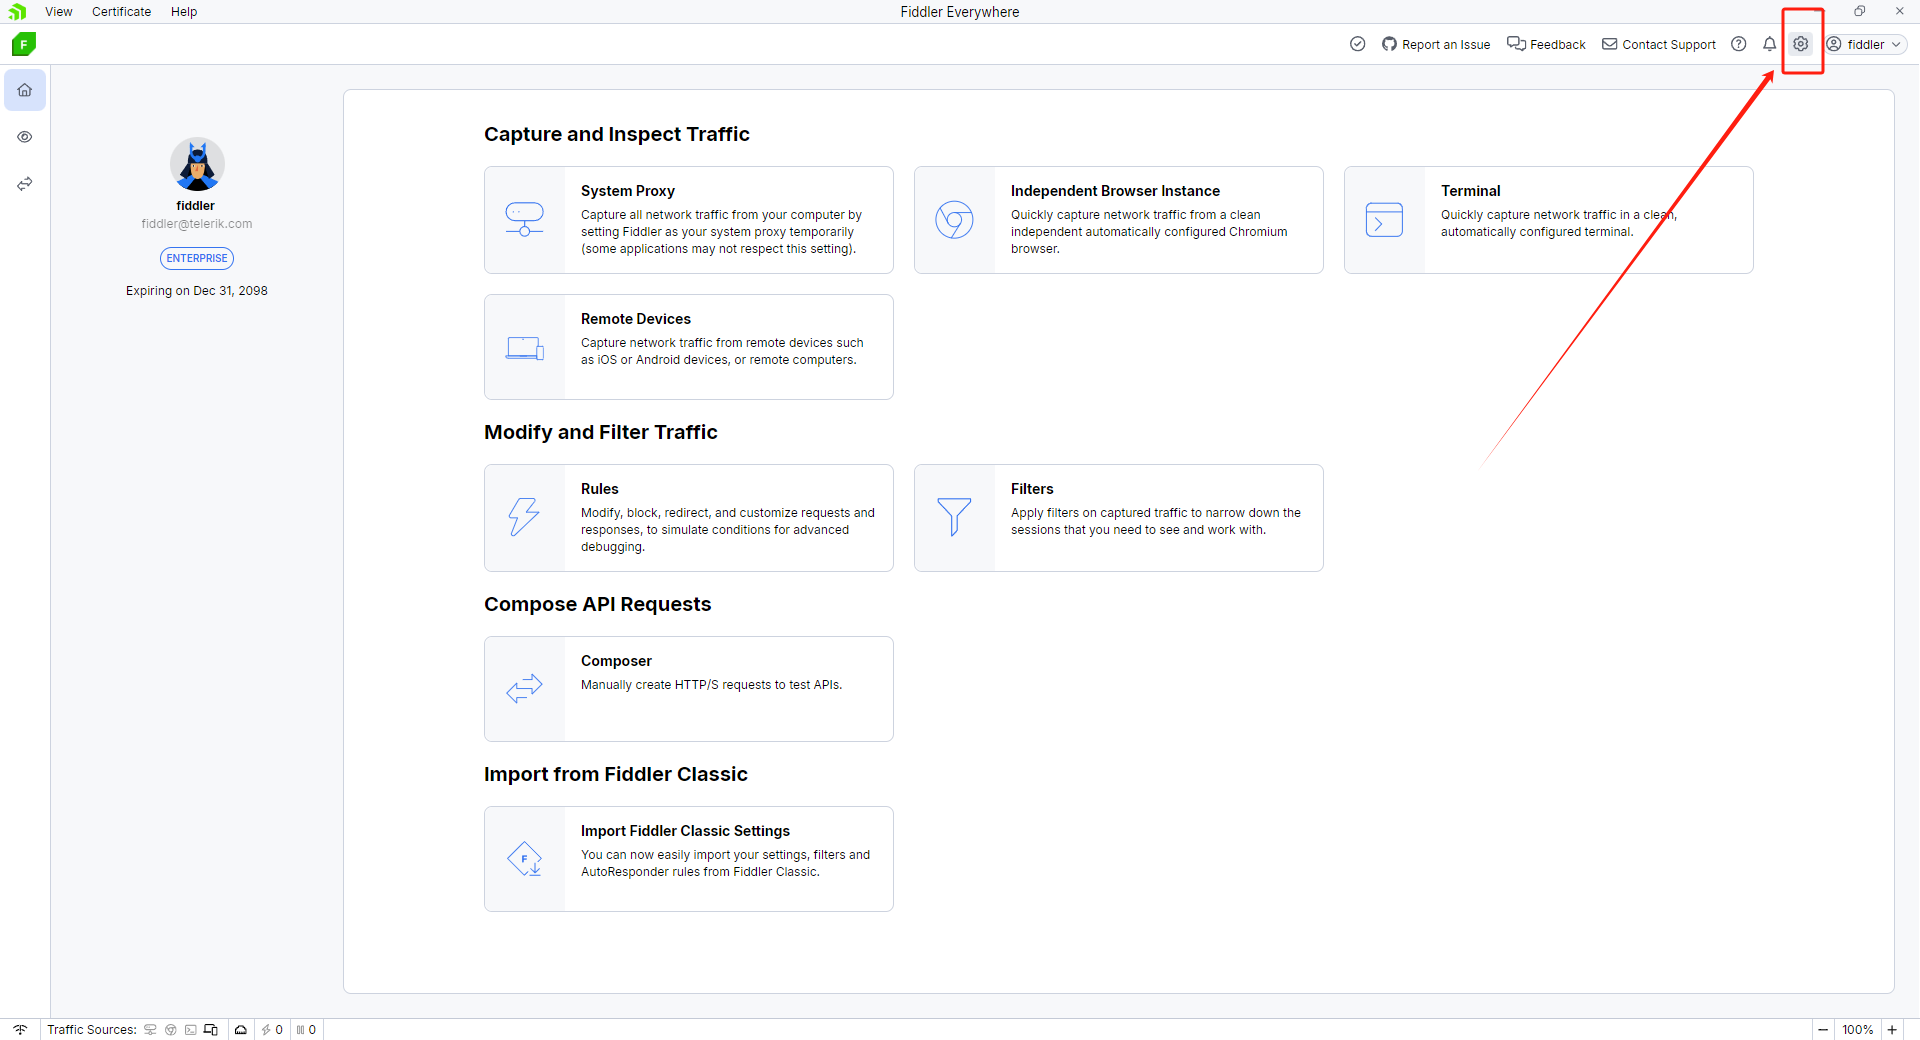 View Certificate Help
Fiddler Everywhere
F
Report an Issue Feedback Contact Support fiddler
fiddler
fiddler@telerik.com
ENTERPRISE
Expiring on Dec 31, 2098
Capture and Inspect Traffic
System Proxy
Capture all network traffic from your computer by
setting Fiddler as your system proxy temporarily
(some applications may not respect this setting).
Independent Browser Instance
Quickly capture network traffic from a clean
independent automatically configured Chromium
browser.
Terminal
Quickly capture network traffic in a clean,
automatically configured terminal.
Remote Devices
Capture network traffic from remote devices such
as iOS or Android devices, or remote computers.
Modify and Filter Traffic
Rules
Modify, block, redirect, and customize requests and
responses, to simulate conditions for advanced
debugging.
Filters
Apply filters on captured traffic to narrow down the
sessions that you need to see and work with.
Compose API Requests
Composer
Manually create HTTP/S requests to test APIs.
Import from Fiddler Classic
F
Import Fiddler Classic Settings
You can now easily import your settings, filters and
AutoResponder rules from Fiddler Classic.
Traffic Sources: 0 0
100%